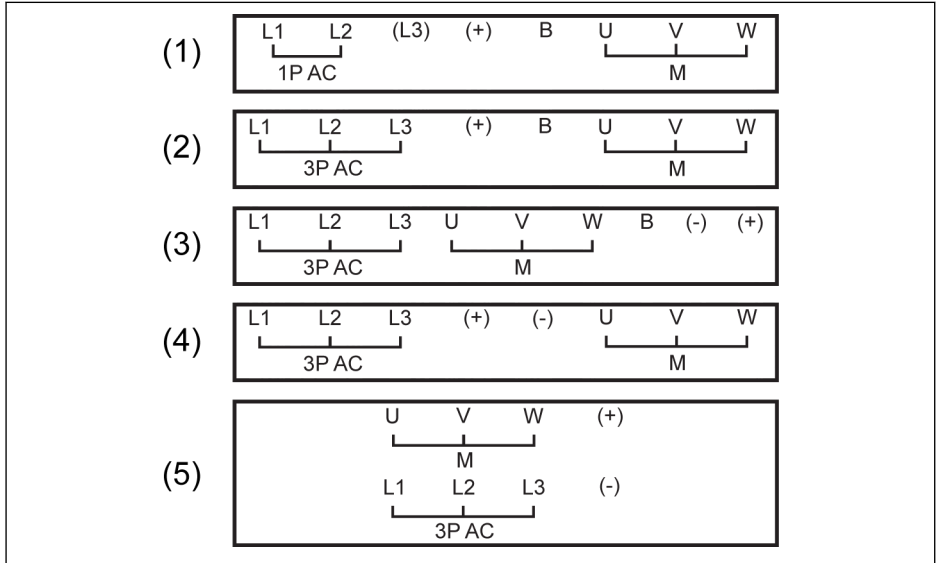 (1) L1 L2 (L3) (+) B U V W
1P AC M
(2) L1 L2 L3 (+) B U V W
3P AC M
(3) L1 L2 L3 U V W B (-) (+)
3P AC M
(4) L1 L2 L3 (+) (-) U V W
3P AC M
(5)
U V W (+)
M
L1 L2 L3 (-)
3P AC